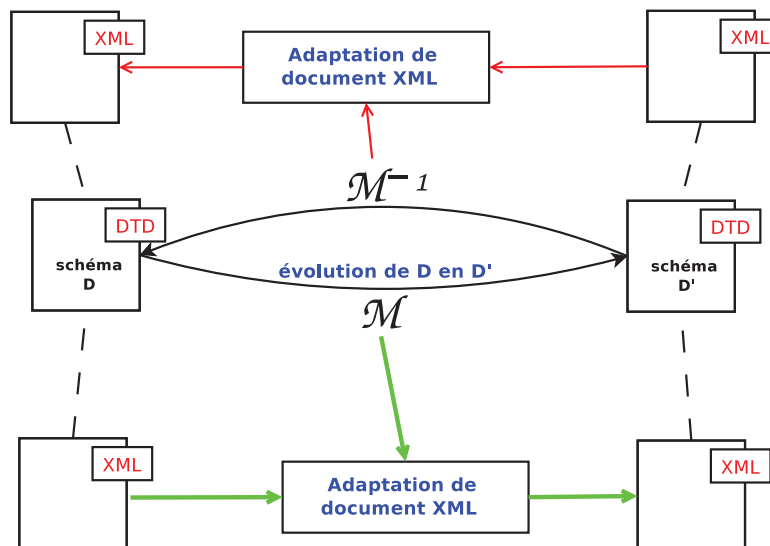 XML
Adaptation de
document XML
XML
ℳ⁻¹
DTD
schéma
D
évolution de D en D'
DTD
schéma
D'
ℳ
XML
Adaptation de
document XML
XML